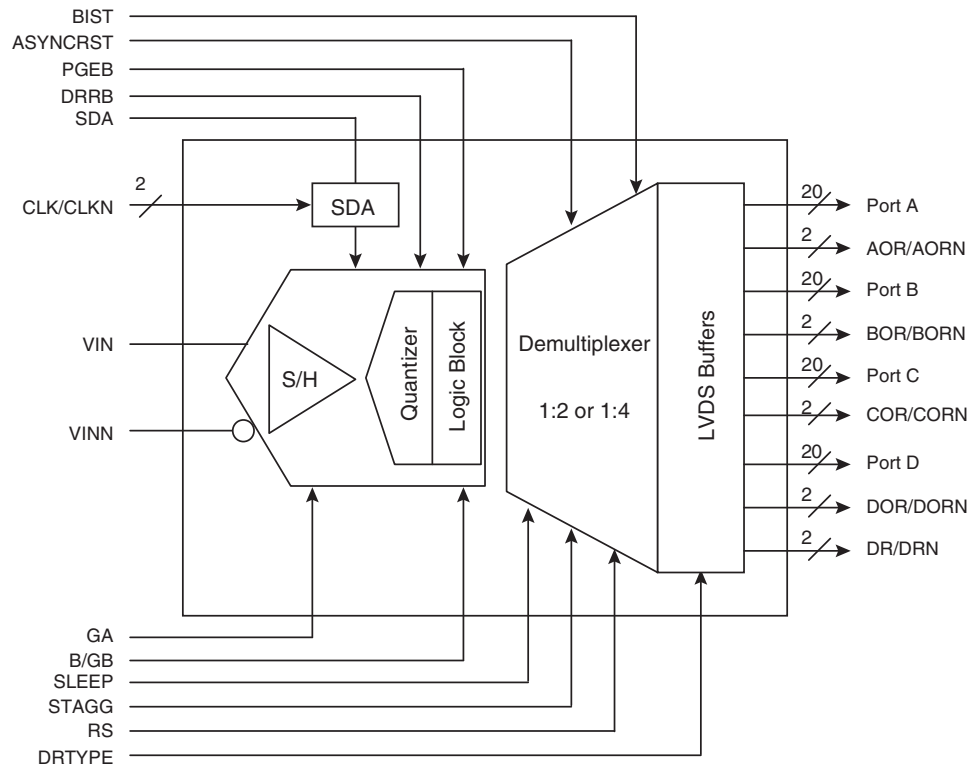 BIST
ASYNCRST
PGEB
DRRB
SDA
CLK/CLKN
2
SDA
VIN
VINN
S/H
Quantizer
Logic Block
Demultiplexer
1:2 or 1:4
LVDS Buffers
20
Port A
2
AOR/AORN
20
Port B
2
BOR/BORN
20
Port C
2
COR/CORN
20
Port D
2
DOR/DORN
2
DR/DRN
GA
B/GB
SLEEP
STAGG
RS
DRTYPE